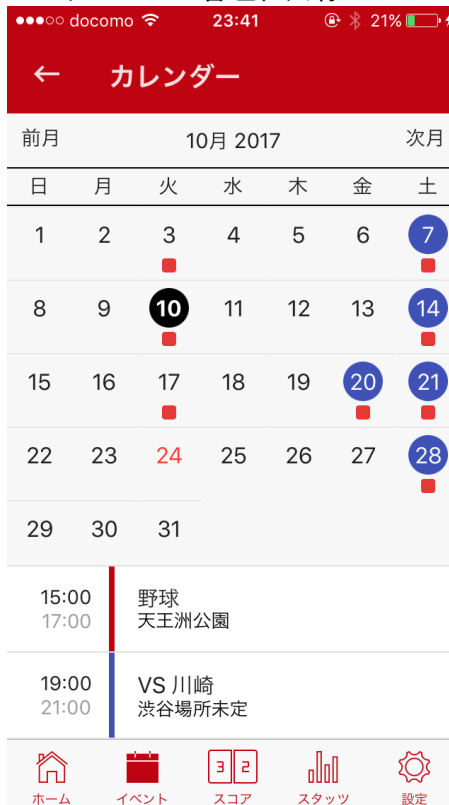 docomo 23:41 21%
← カレンダー
前月 10月 2017 次月
日 月 火 水 木 金 土
1 2 3 4 5 6 7
8 9 10 11 12 13 14
15 16 17 18 19 20 21
22 23 24 25 26 27 28
29 30 31
15:00 野球
17:00 天王洲公園
19:00 VS 川崎
21:00 渋谷場所未定
3 2
ホーム イベント スコア スタッツ 設定